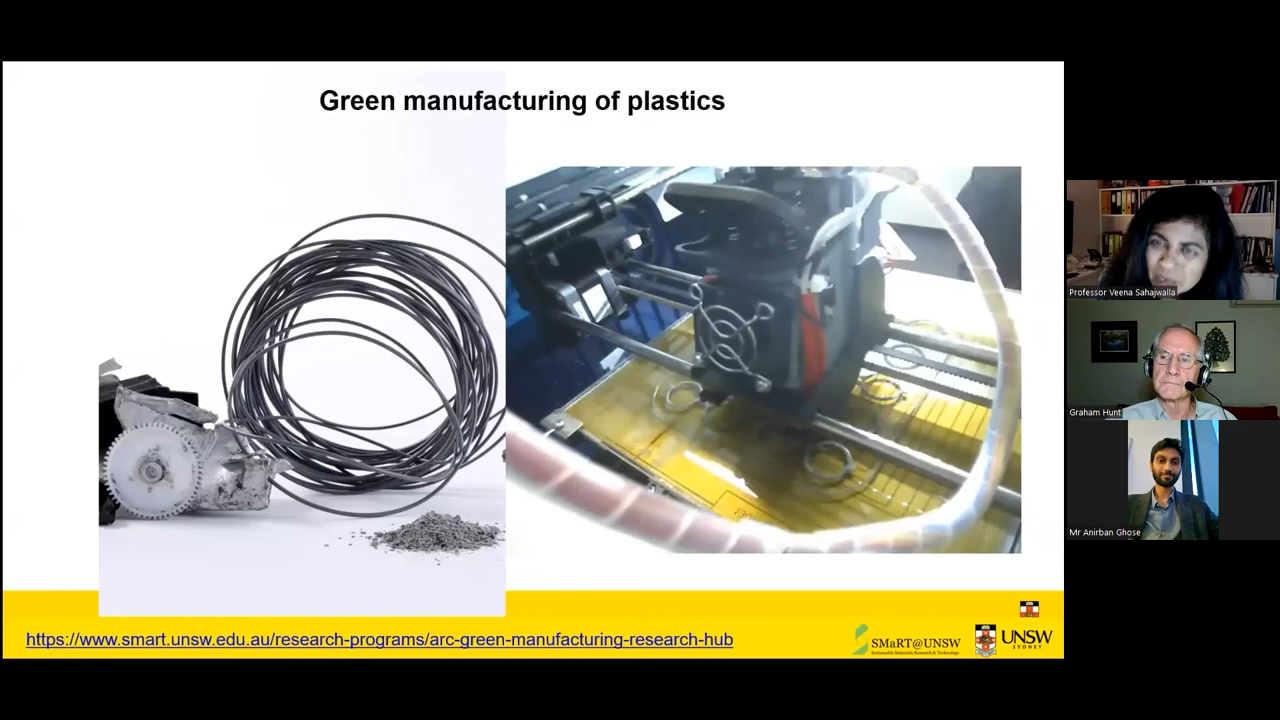 Green manufacturing of plastics
Professor Veena Sahajwalla
Graham Hunt
Mr Anirban Ghose
https://www.smart.unsw.edu.au/research-programs/arc-green-manufacturing-research-hub
SMaRT@UNSW
Sustainable Materials Research & Technology
UNSW
SYDNEY